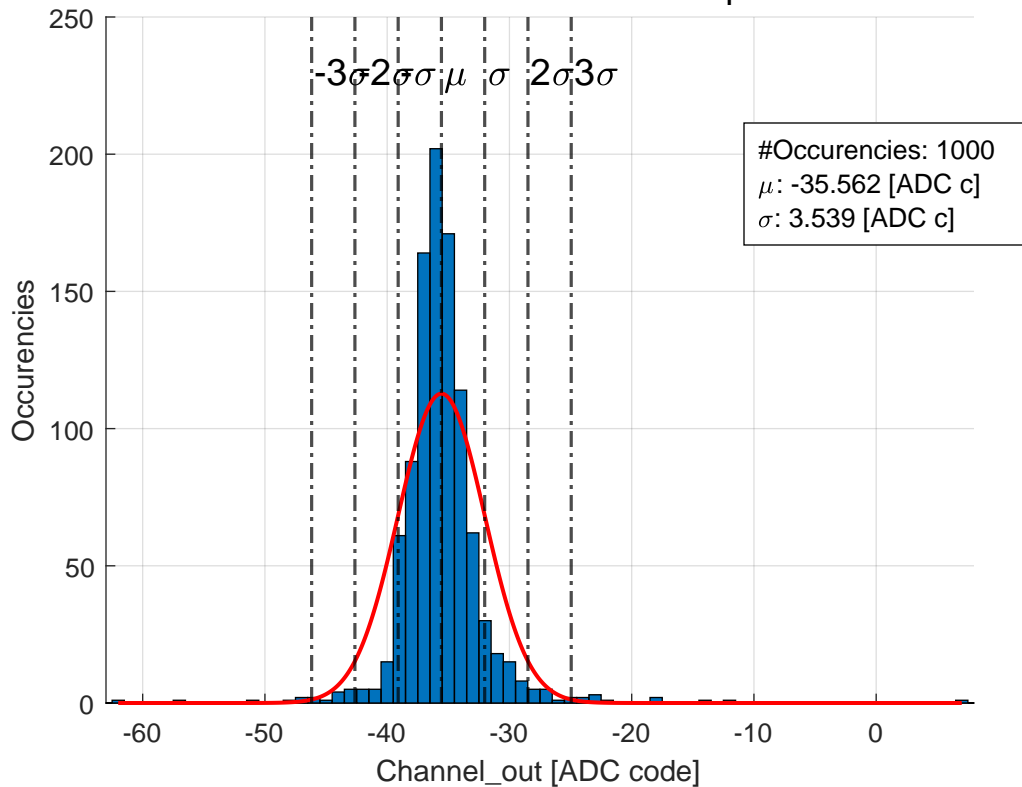 250
-3σ
-2σ
-σ
μ
σ
2σ
3σ
#Occurencies: 1000
μ: -35.562 [ADC c]
σ: 3.539 [ADC c]
200
150
100
50
0
Occurencies
-60
-50
-40
-30
-20
-10
0
Channel_out [ADC code]